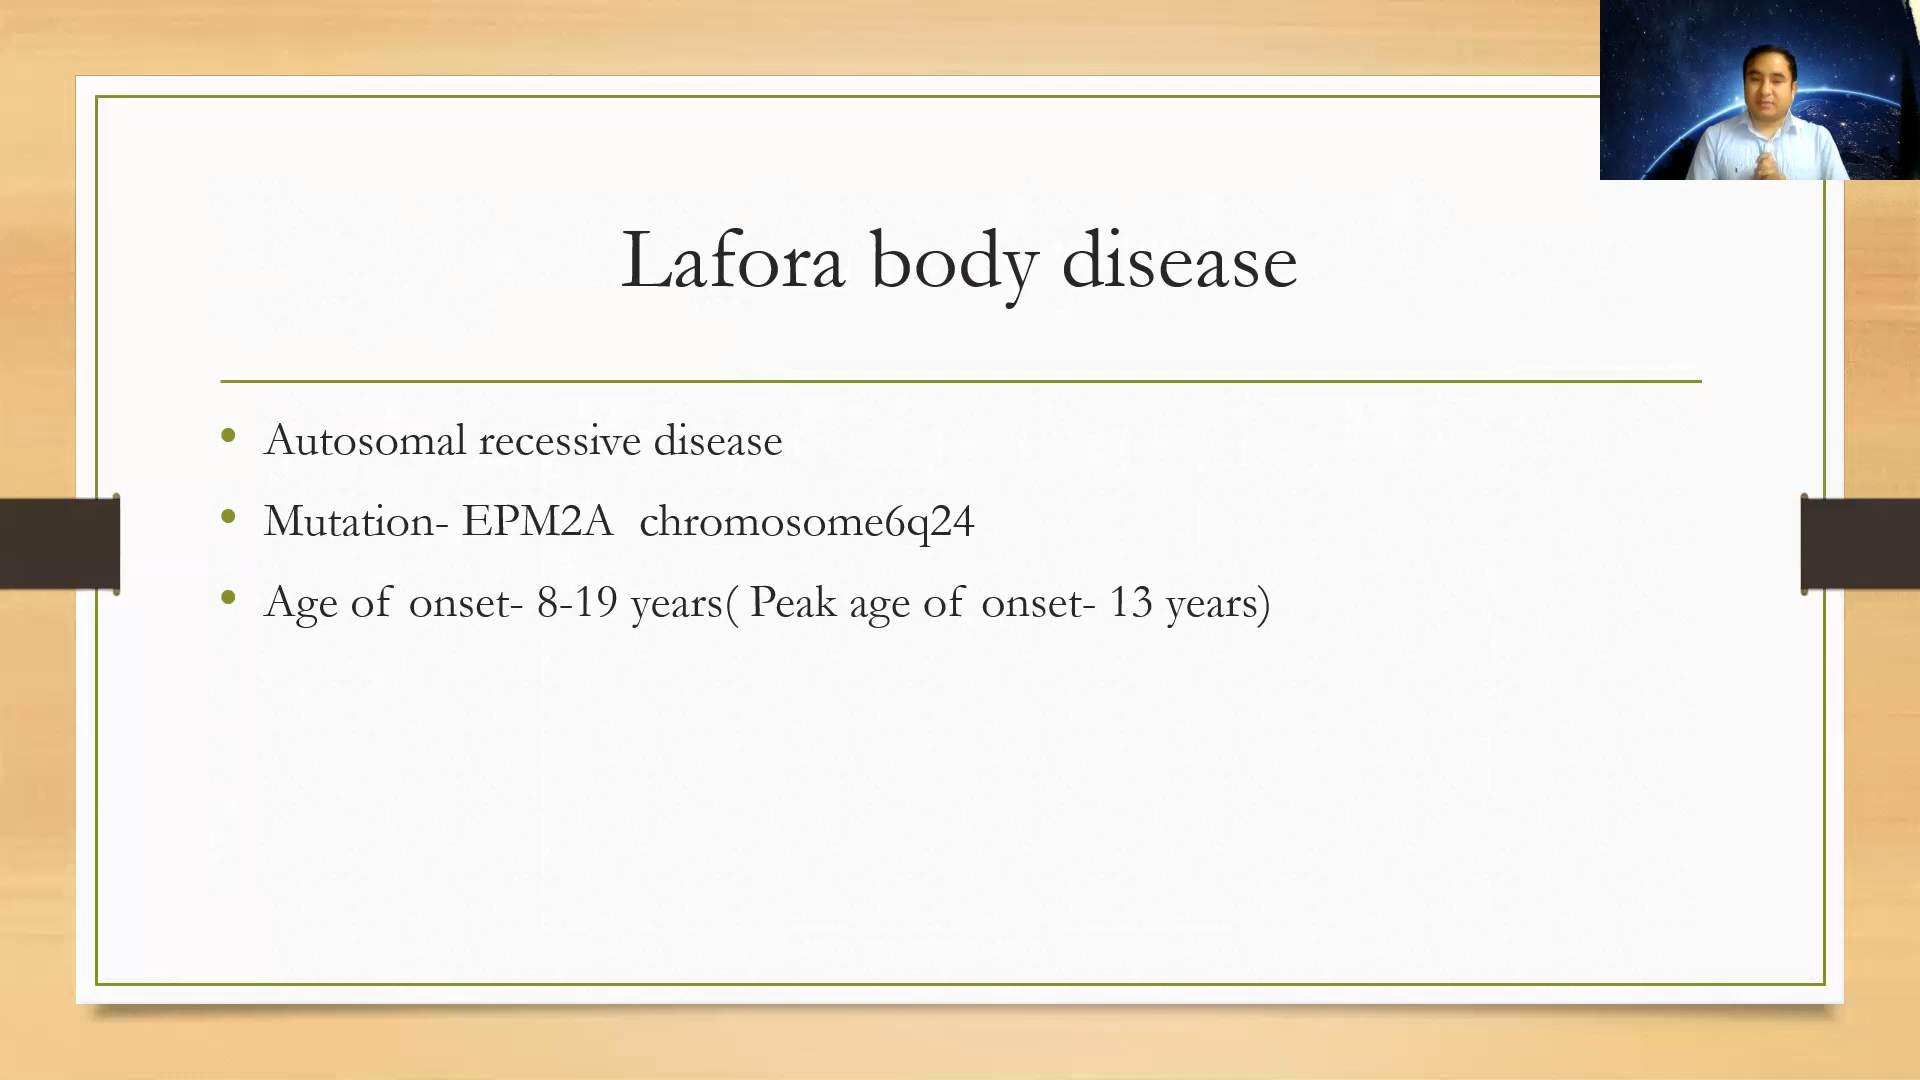 Lafora body disease
• Autosomal recessive disease
• Mutation- EPM2A  chromosome6q24
• Age of onset- 8-19 years( Peak age of onset- 13 years)